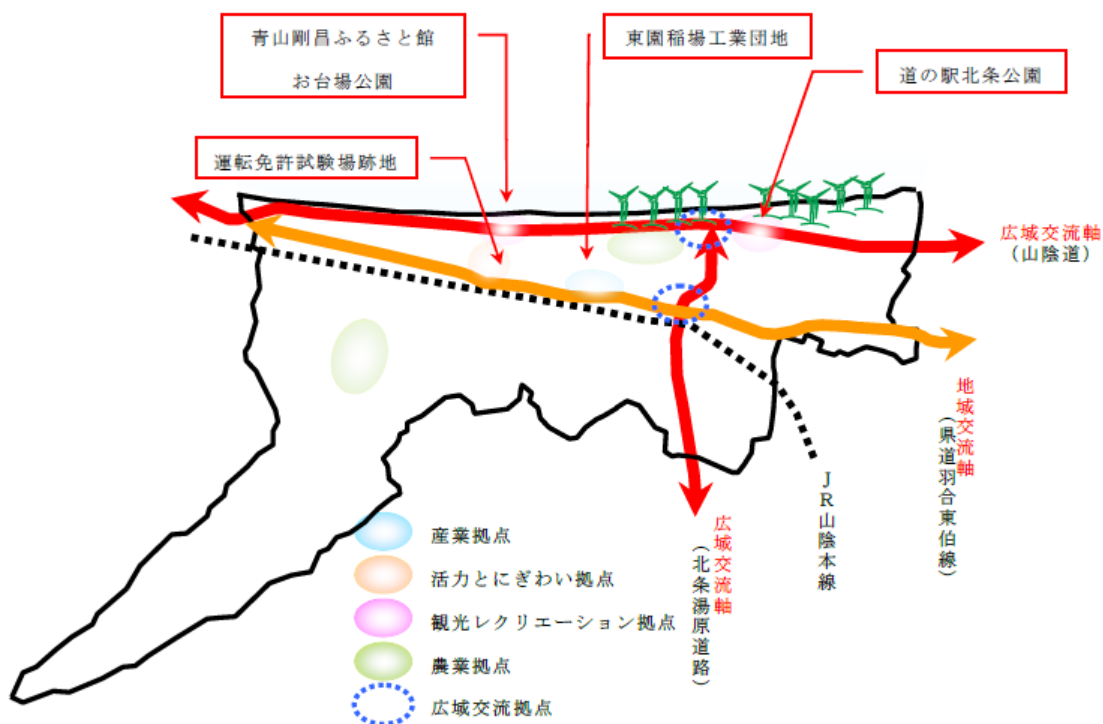 青山剛昌ふるさと館
お台場公園
東園稲場工業団地
道の駅北条公園
運転免許試験場跡地
広域交流軸
（山陰道）
地域交流軸
（県道羽合東伯線）
JR山陰本線
広域交流軸
（北条湯原道路）
産業拠点
活力とにぎわい拠点
観光レクリエーション拠点
農業拠点
広域交流拠点